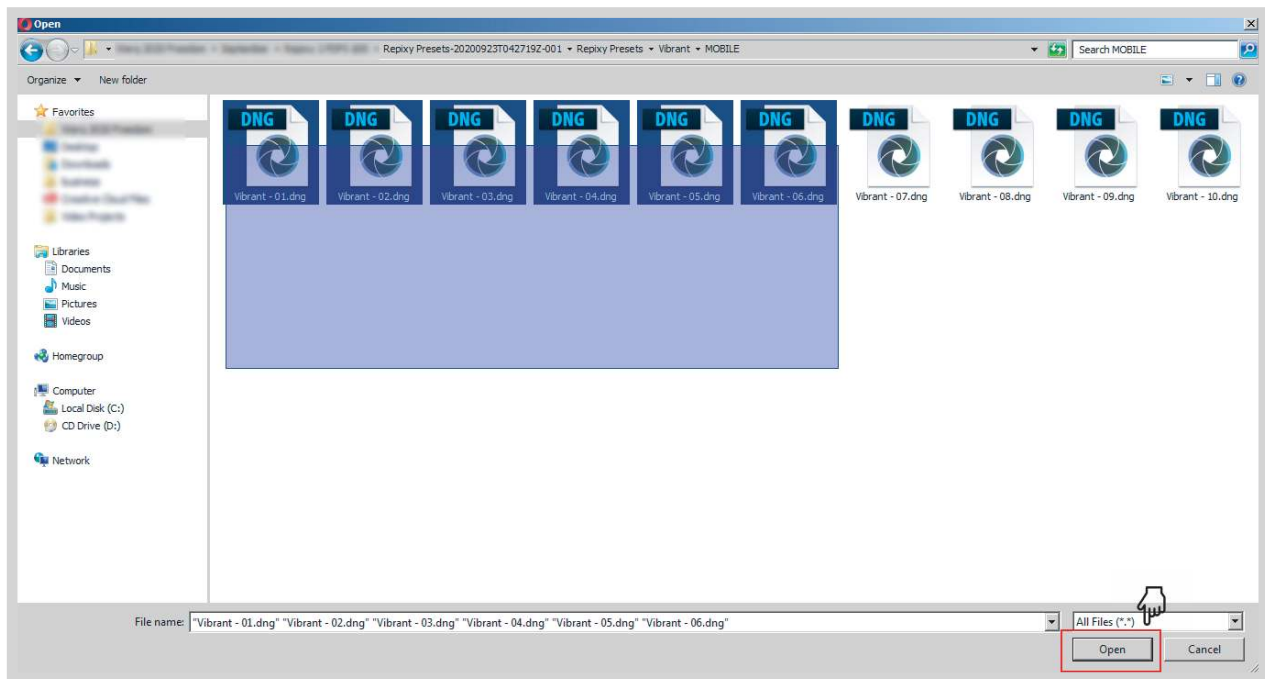 Open
Repixy Presets-20200923T042719Z-001 ▸ Repixy Presets ▸ Vibrant ▸ MOBILE
Search MOBILE
Organize New folder
Favorites
Libraries
Documents
Music
Pictures
Videos
Homegroup
Computer
Local Disk (C:)
CD Drive (D:)
Network
DNG DNG DNG DNG DNG DNG DNG DNG DNG DNG
Vibrant - 01.dng Vibrant - 02.dng Vibrant - 03.dng Vibrant - 04.dng Vibrant - 05.dng Vibrant - 06.dng Vibrant - 07.dng Vibrant - 08.dng Vibrant - 09.dng Vibrant - 10.dng
File name: "Vibrant - 01.dng" "Vibrant - 02.dng" "Vibrant - 03.dng" "Vibrant - 04.dng" "Vibrant - 05.dng" "Vibrant - 06.dng"
All Files (*.*)
Open Cancel